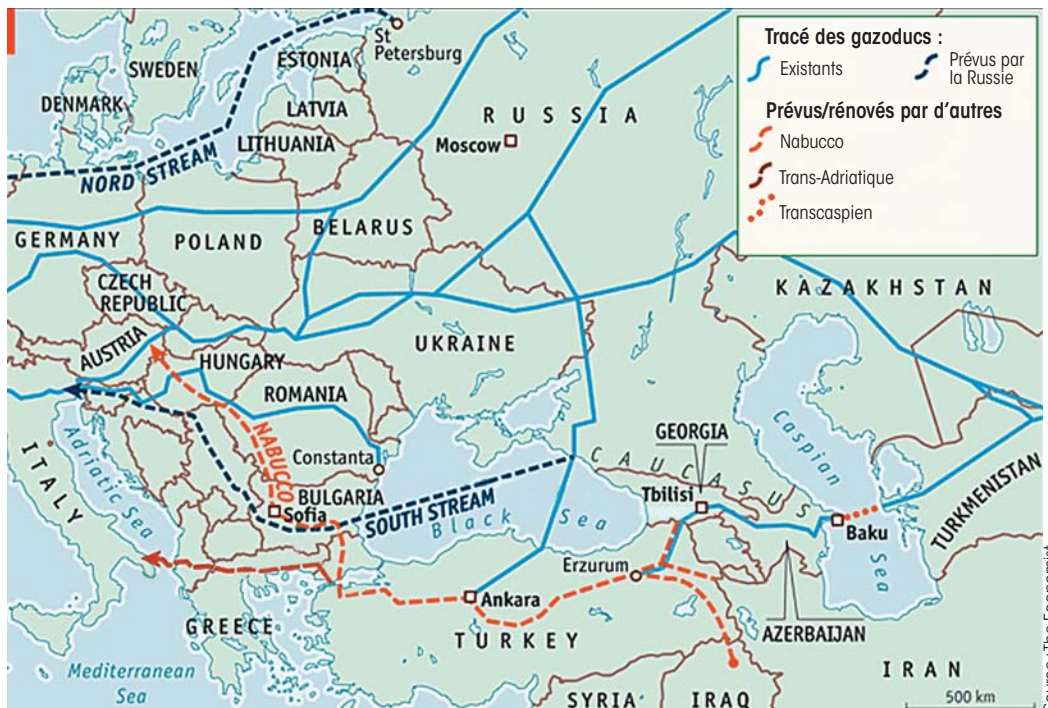 Tracé des gazoducs :
Existants
Prévus par
la Russie
Prévus/rénovés par d'autres
Nabucco
Trans-Adriatique
Transcaspien
St
Petersburg
ESTONIA
SWEDEN
DENMARK
LATVIA
RUSSIA
LITHUANIA
Moscow
NORD STREAM
BELARUS
GERMANY
POLAND
CZECH
REPUBLIC
KAZAKHSTAN
UKRAINE
AUSTRIA
HUNGARY
ROMANIA
NABUCCO
ITALY
Adriatic Sea
Constanta
BULGARIA
Sofia
SOUTH STREAM
Black Sea
GEORGIA
CAUCASUS
Tbilisi
Caspian
Sea
Baku
TURKMENISTAN
Erzurum
Ankara
AZERBAIJAN
GREECE
TURKEY
Mediterranean
Sea
SYRIA
IRAQ
IRAN
500 km
Source : The Economist